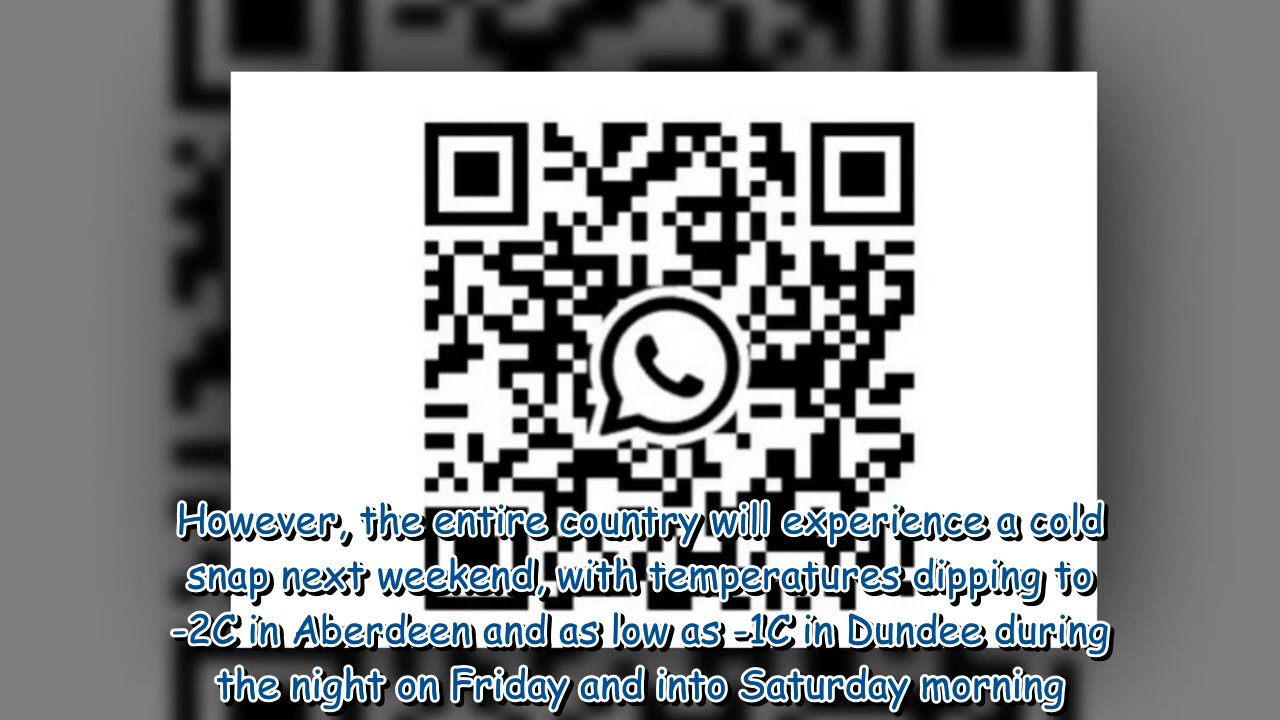 However, the entire country will experience a cold
snap next weekend, with temperatures dipping to
-2C in Aberdeen and as low as -1C in Dundee during
the night on Friday and into Saturday morning